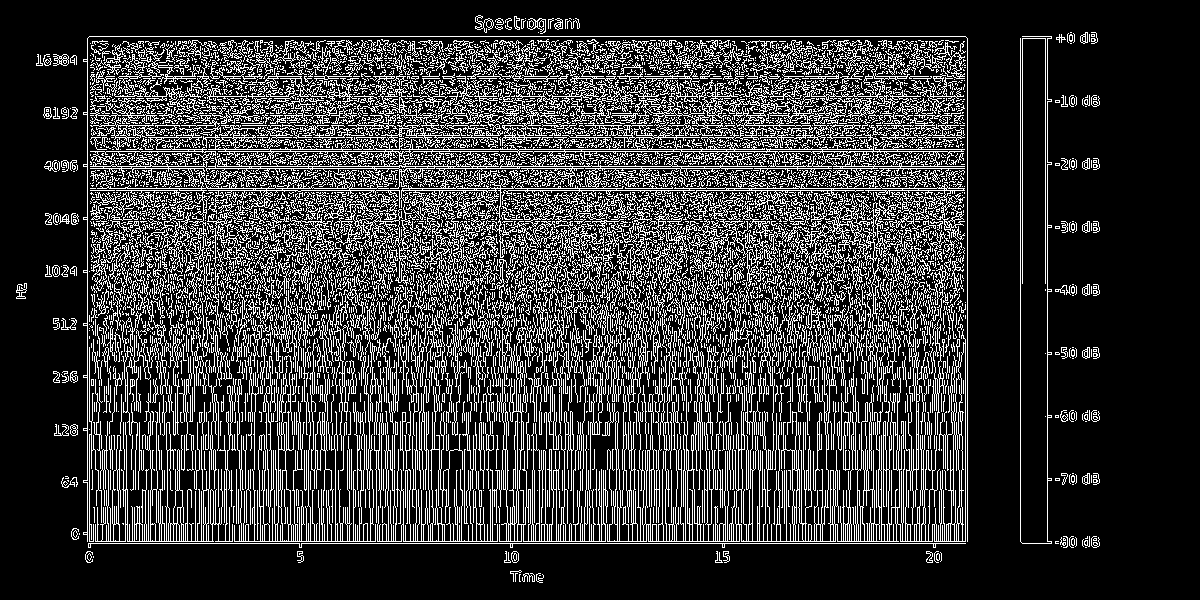 Spectrogram
+0 dB
16384
-10 dB
8192
-20 dB
4096
-30 dB
2048
1024
Hz
-40 dB
512
-50 dB
256
-60 dB
128
-70 dB
64
0
-80 dB
0 5 10 15 20
Time